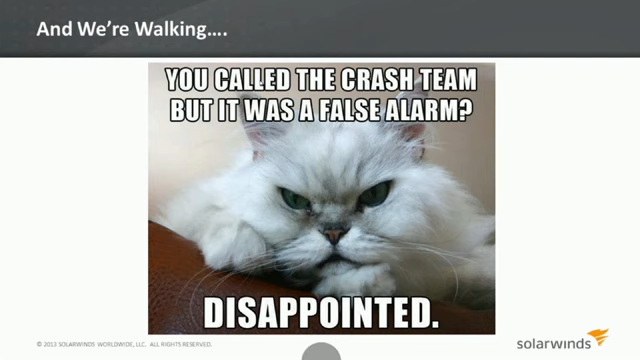 And We're Walking....
YOU CALLED THE CRASH TEAM
BUT IT WAS A FALSE ALARM?
DISAPPOINTED.
© 2013 SOLARWINDS WORLDWIDE, LLC. ALL RIGHTS RESERVED.
solarwinds